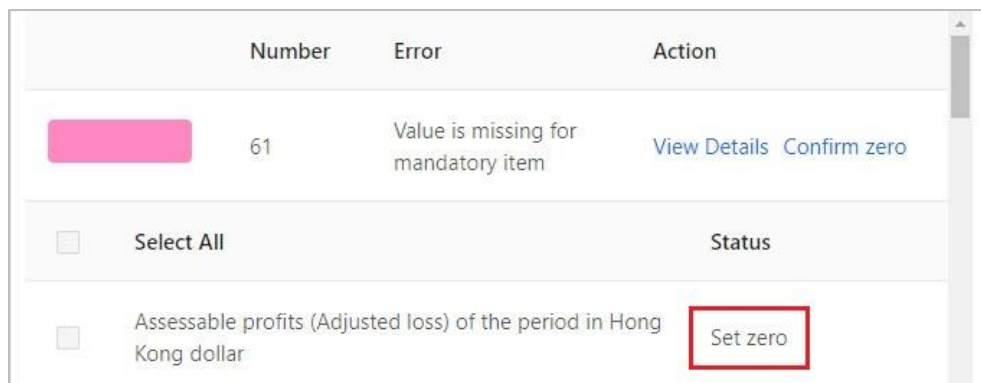 Number Error Action
61 Value is missing for mandatory item View Details Confirm zero
Select All Status
Assessable profits (Adjusted loss) of the period in Hong Kong dollar Set zero